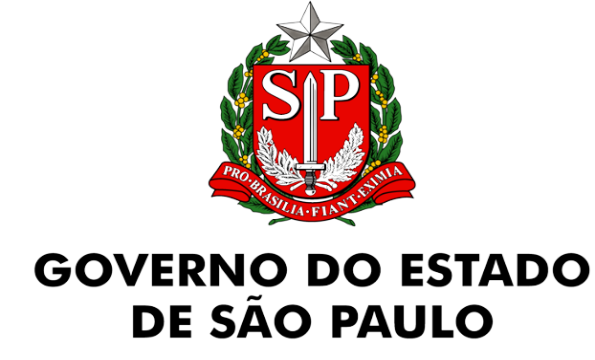 SP
PRO·BRASILIA·FIANT·EXIMIA
GOVERNO DO ESTADO
DE SÃO PAULO